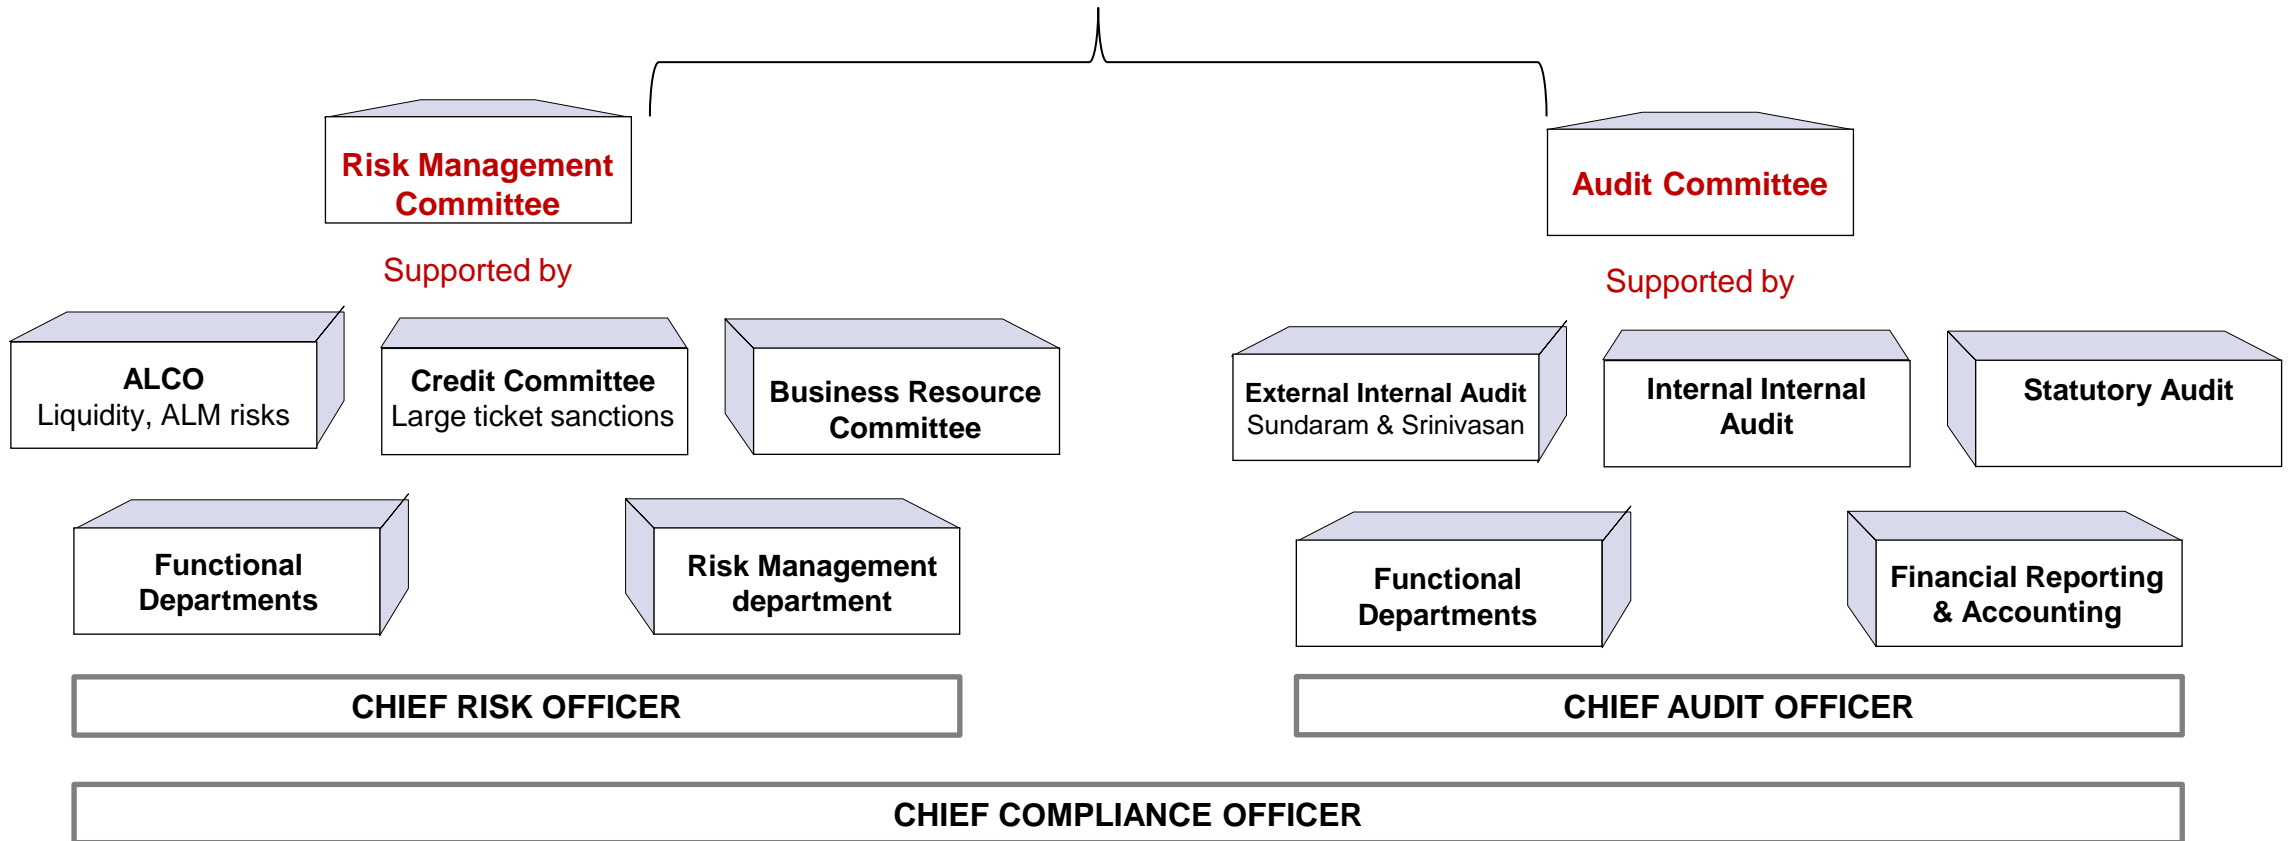 Risk Management
Committee
Audit Committee
Supported by
Supported by
ALCO
Liquidity, ALM risks
Credit Committee
Large ticket sanctions
Business Resource
Committee
External Internal Audit
Sundaram & Srinivasan
Internal Internal
Audit
Statutory Audit
Functional
Departments
Risk Management
department
Functional
Departments
Financial Reporting
& Accounting
CHIEF RISK OFFICER
CHIEF AUDIT OFFICER
CHIEF COMPLIANCE OFFICER